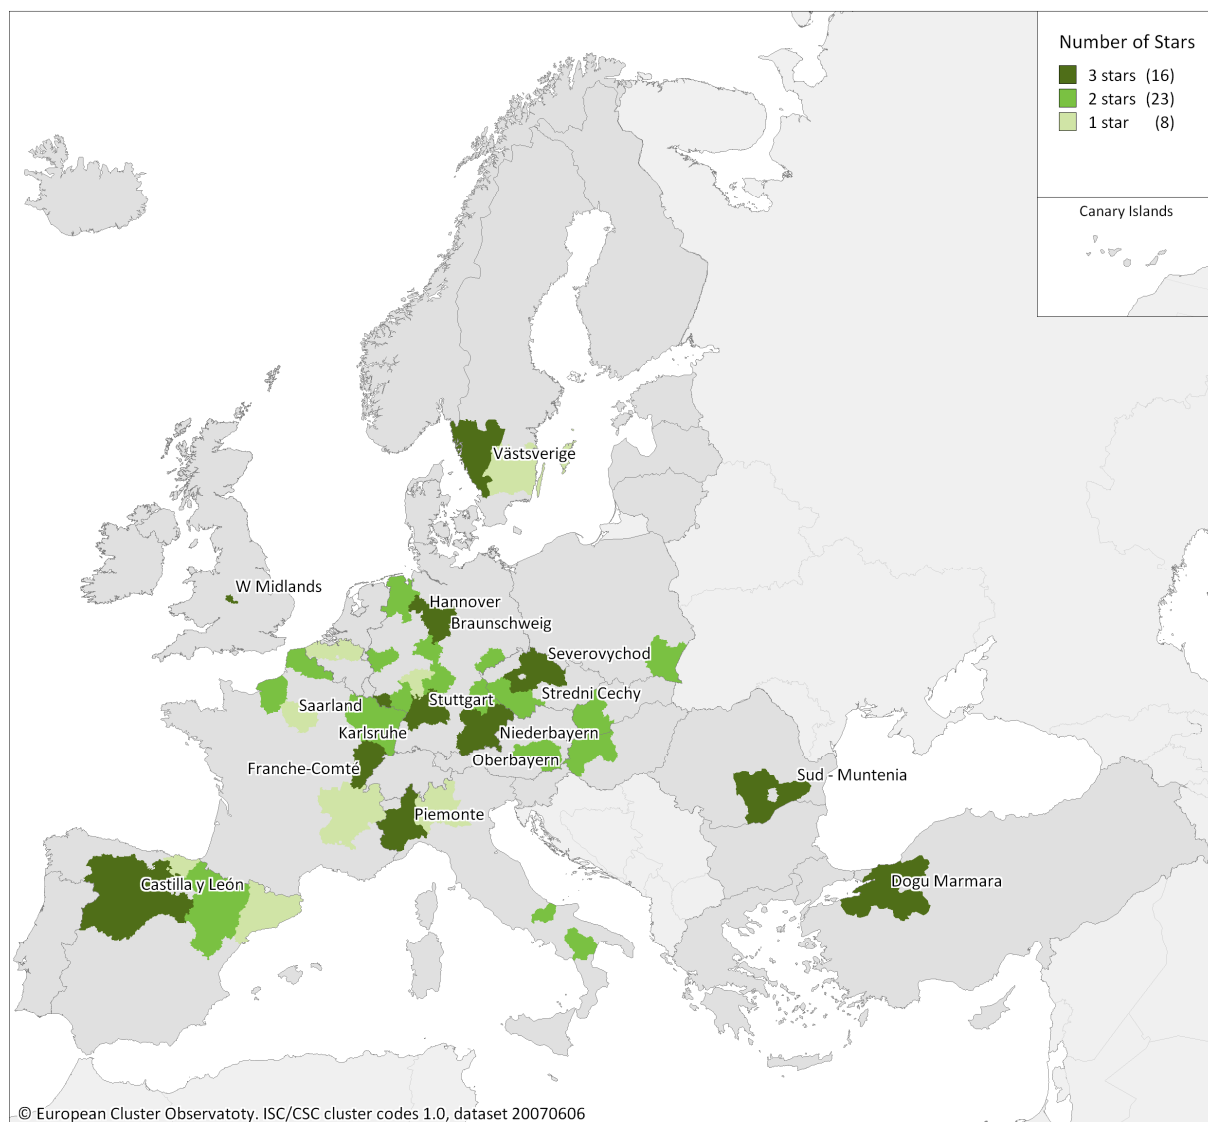 Number of Stars
3 stars (16)
2 stars (23)
1 star (8)
Canary Islands
Västsverige
W Midlands
Hannover
Braunschweig
Severovychod
Stredni Cechy
Saarland
Stuttgart
Karlsruhe
Niederbayern
Oberbayern
Franche-Comté
Sud - Muntenia
Piemonte
Castilla y León
Dogu Marmara
© European Cluster Observatoty. ISC/CSC cluster codes 1.0, dataset 20070606